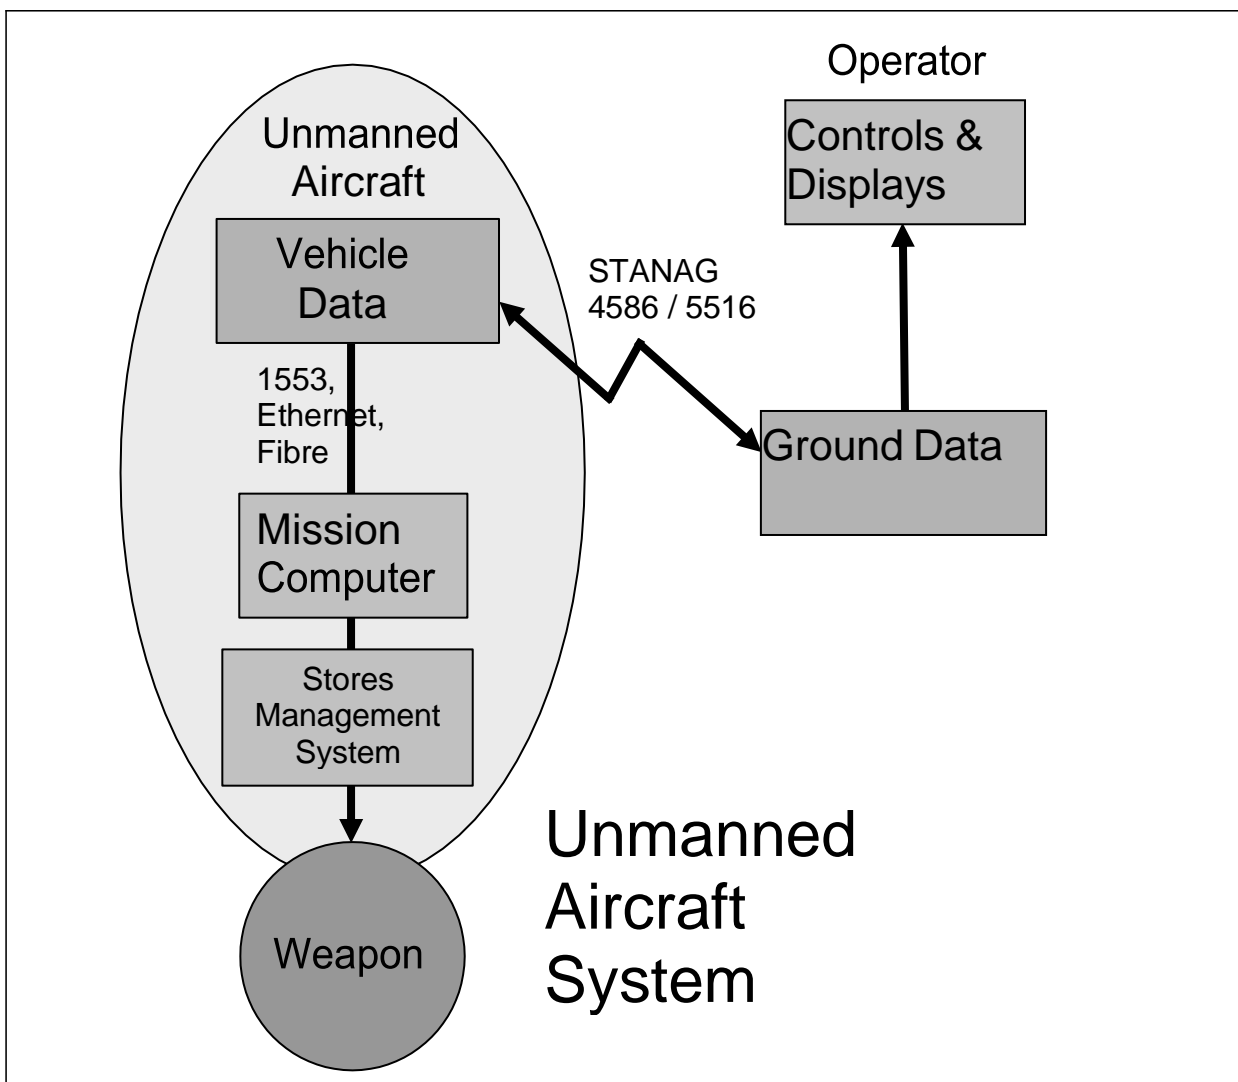 Operator
Controls &
Displays
Unmanned
Aircraft
Vehicle
Data
STANAG
4586 / 5516
1553,
Ethernet,
Fibre
Ground Data
Mission
Computer
Stores
Management
System
Weapon
Unmanned
Aircraft
System